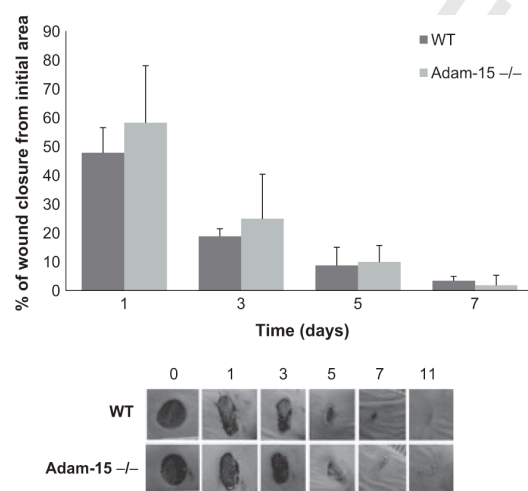 % of wound closure from initial area
90
80
70
60
50
40
30
20
10
0
WT
Adam-15 –/–
1 3 5 7
Time (days)
0 1 3 5 7 11
WT
Adam-15 –/–